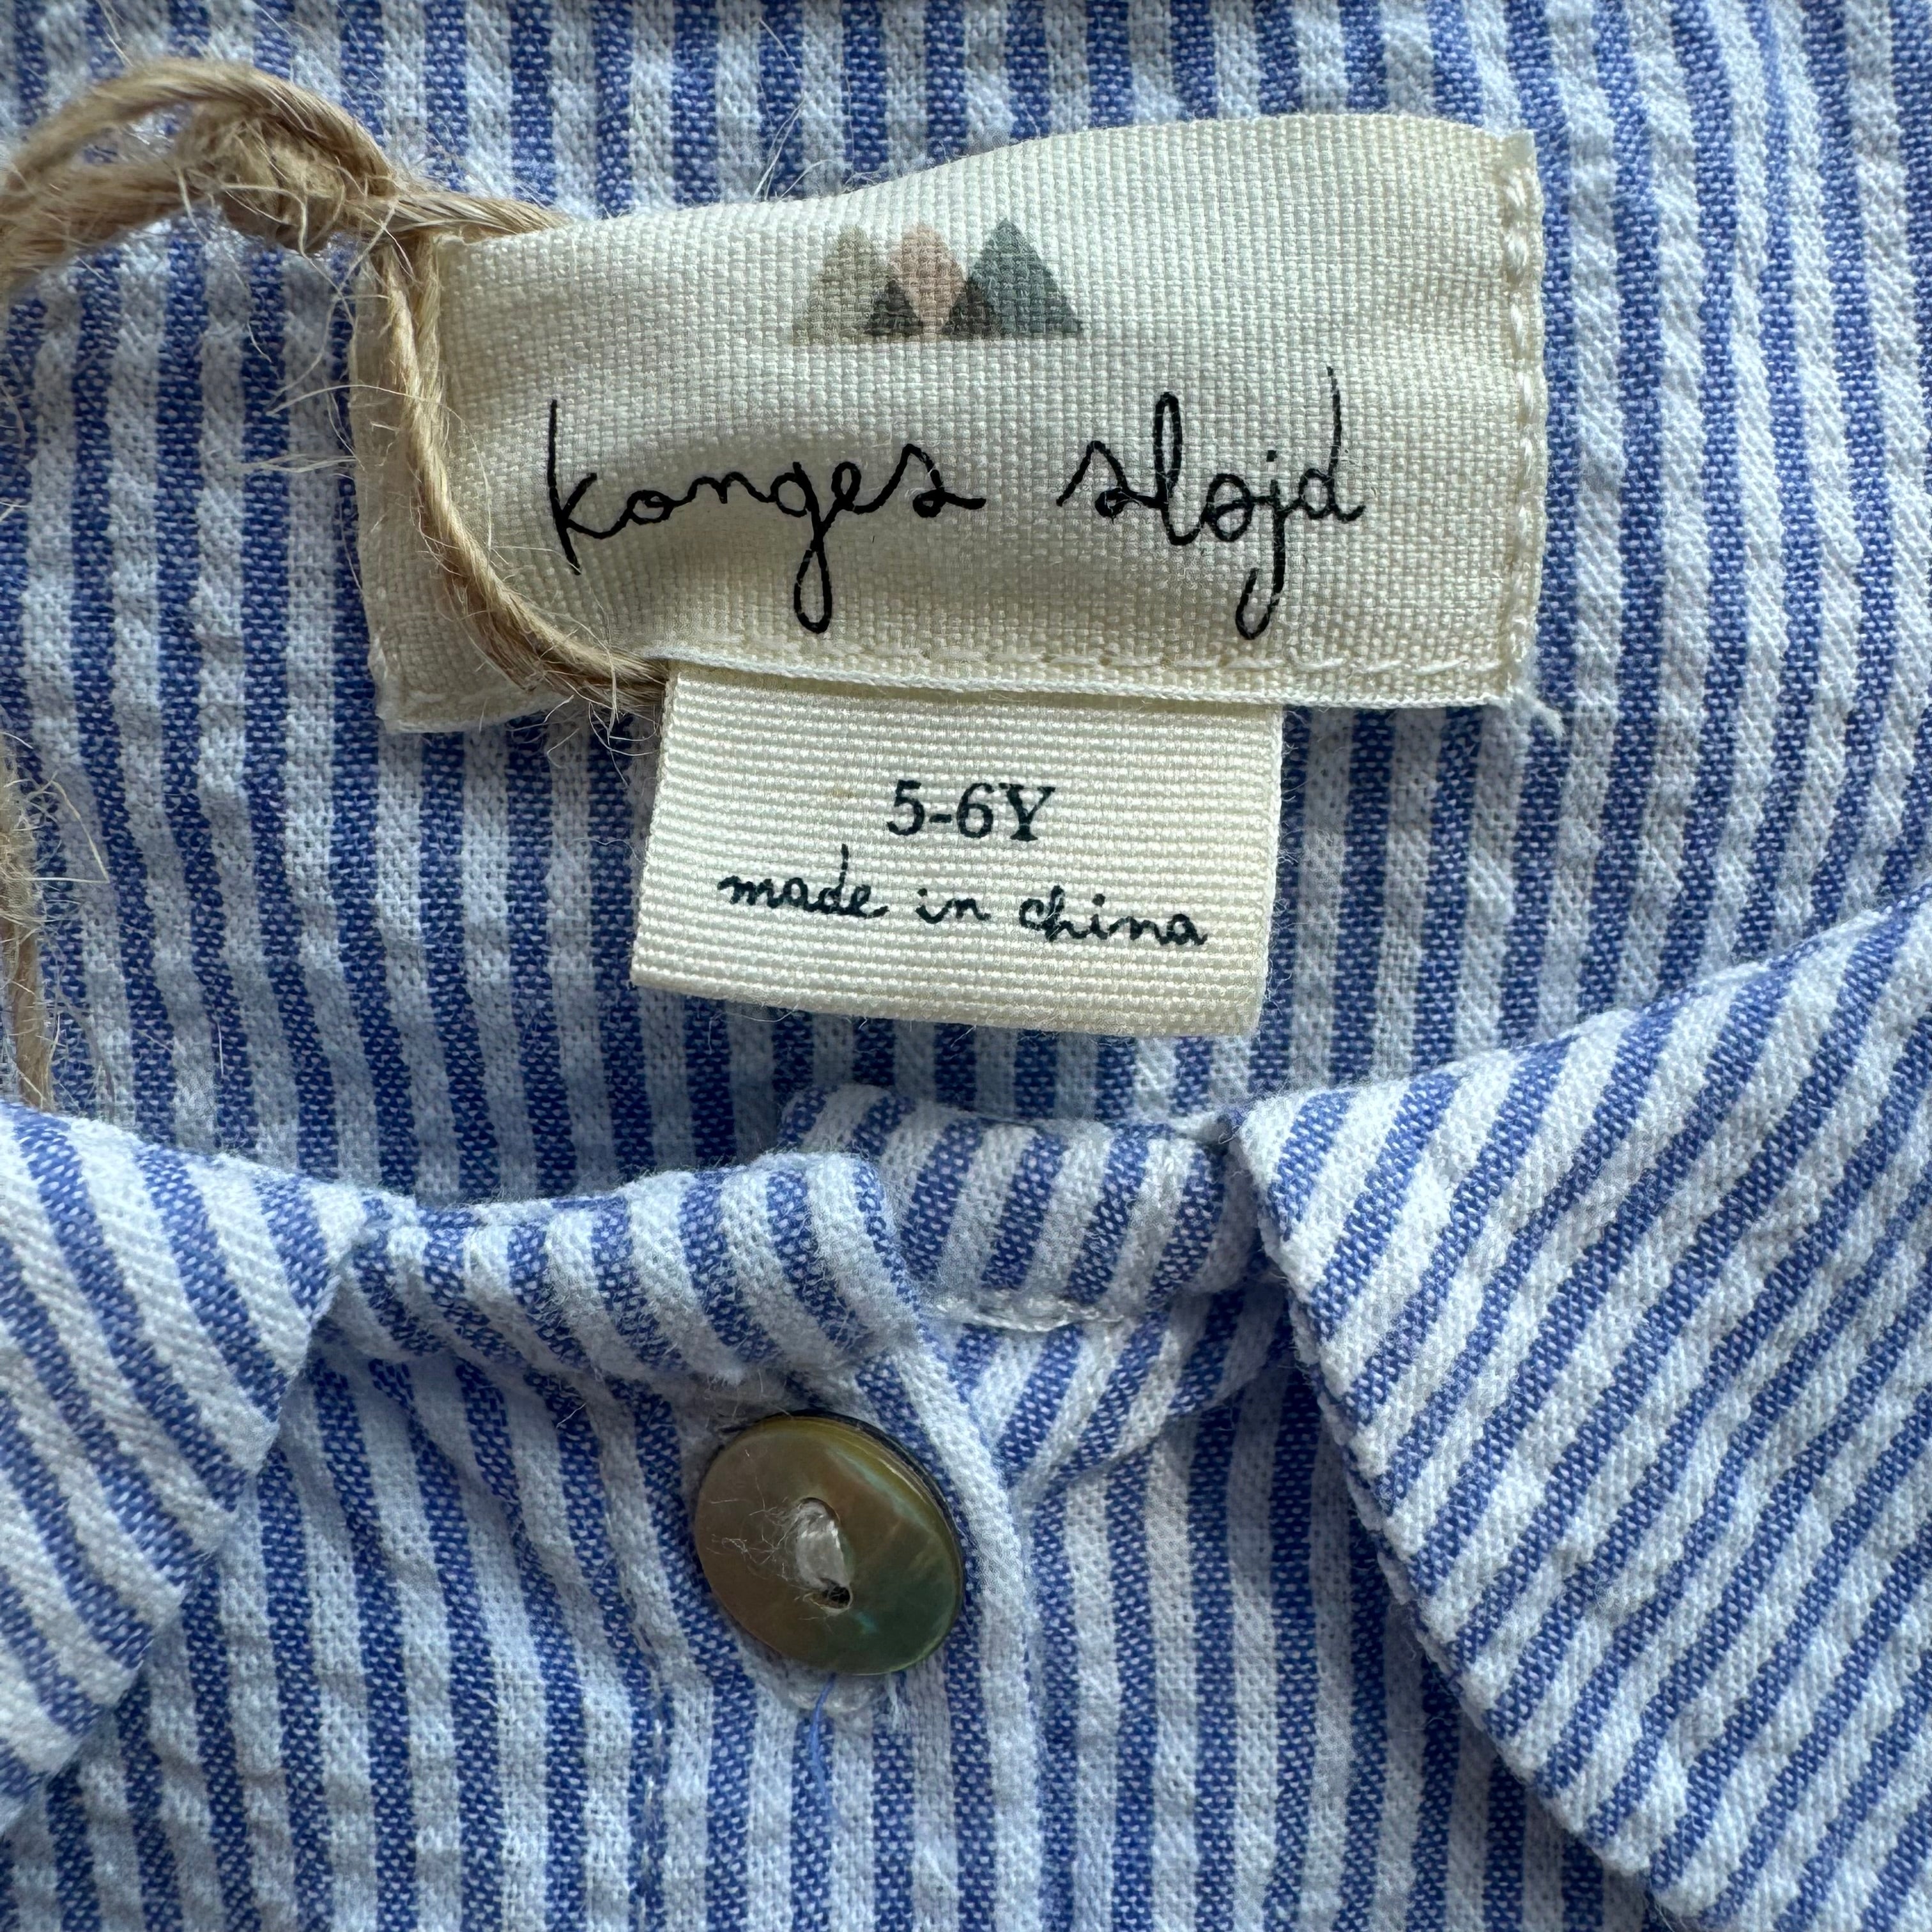 konges sløjd
5-6Y
made in china